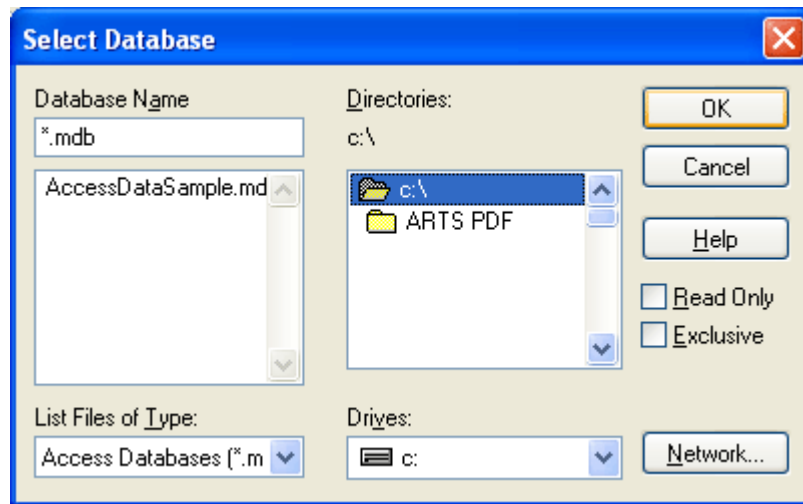 Select Database
Database Name
*.mdb
AccessDataSample.md
List Files of Type:
Access Databases (*.m
Directories:
c:\
c:\
ARTS PDF
Drives:
c:
OK
Cancel
Help
Read Only
Exclusive
Network...